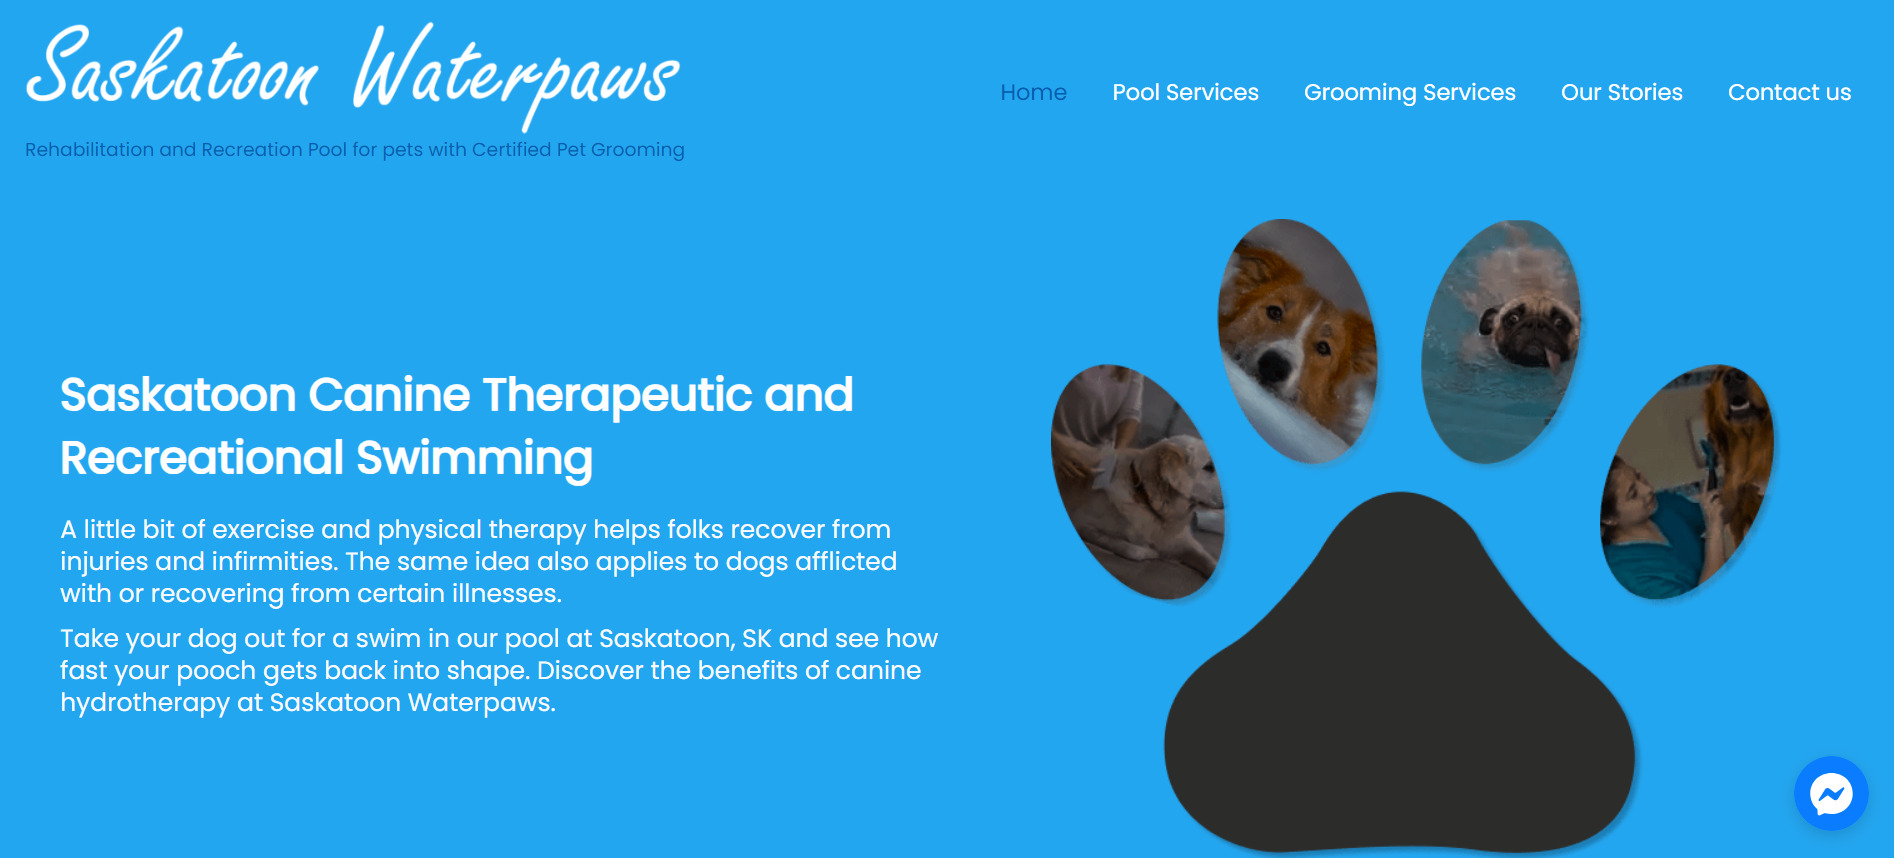 Saskatoon Waterpaws
Rehabilitation and Recreation Pool for pets with Certified Pet Grooming
Home
Pool Services
Grooming Services
Our Stories
Contact us
Saskatoon Canine Therapeutic and
Recreational Swimming
A little bit of exercise and physical therapy helps folks recover from
injuries and infirmities. The same idea also applies to dogs afflicted
with or recovering from certain illnesses.
Take your dog out for a swim in our pool at Saskatoon, SK and see how
fast your pooch gets back into shape. Discover the benefits of canine
hydrotherapy at Saskatoon Waterpaws.